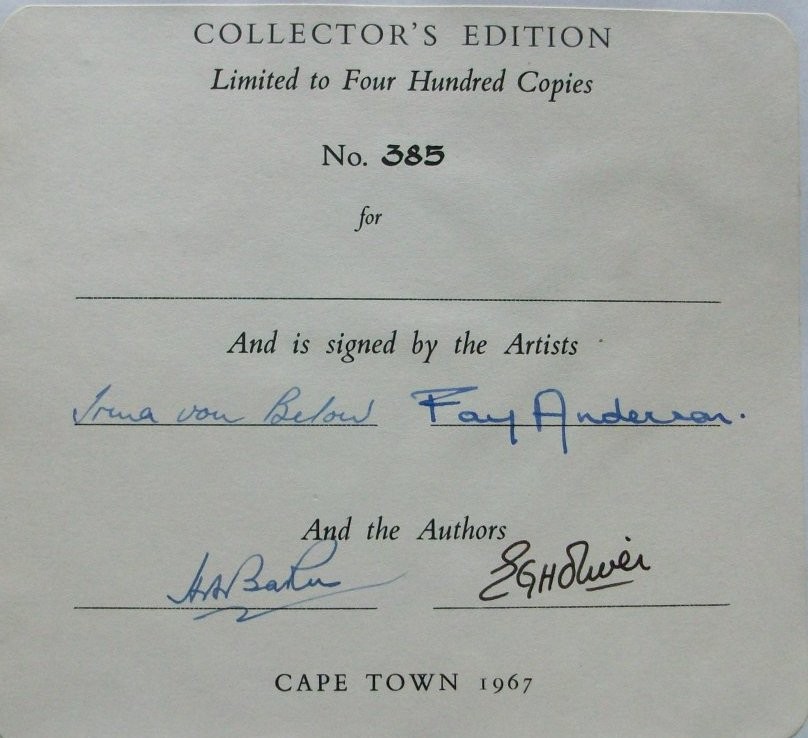 COLLECTOR'S EDITION
Limited to Four Hundred Copies
No. 385
for
And is signed by the Artists
Irma von Below Fay Anderson.
And the Authors
HA Baker EGH Oliver
CAPE TOWN 1967